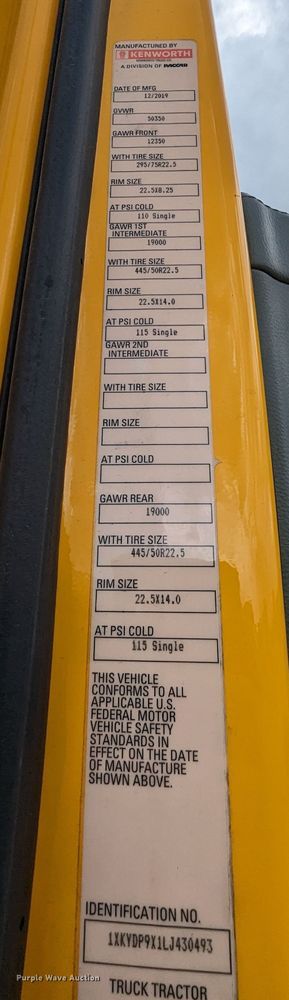 MANUFACTURED BY
KENWORTH
KENWORTH TRUCK CO.
A DIVISION OF PACCAR
DATE OF MFG
12/2019
GVWR
50350
GAWR FRONT
12350
WITH TIRE SIZE
295/75R22.5
RIM SIZE
22.5X8.25
AT PSI COLD
110 Single
GAWR 1ST
INTERMEDIATE
19000
WITH TIRE SIZE
445/50R22.5
RIM SIZE
22.5X14.0
AT PSI COLD
115 Single
GAWR 2ND
INTERMEDIATE
WITH TIRE SIZE
RIM SIZE
AT PSI COLD
GAWR REAR
19000
WITH TIRE SIZE
445/50R22.5
RIM SIZE
22.5X14.0
AT PSI COLD
115 Single
THIS VEHICLE
CONFORMS TO ALL
APPLICABLE U.S.
FEDERAL MOTOR
VEHICLE SAFETY
STANDARDS IN
EFFECT ON THE DATE
OF MANUFACTURE
SHOWN ABOVE.
IDENTIFICATION NO.
1XKYDP9X1LJ430493
TRUCK TRACTOR
Purple Wave Auction